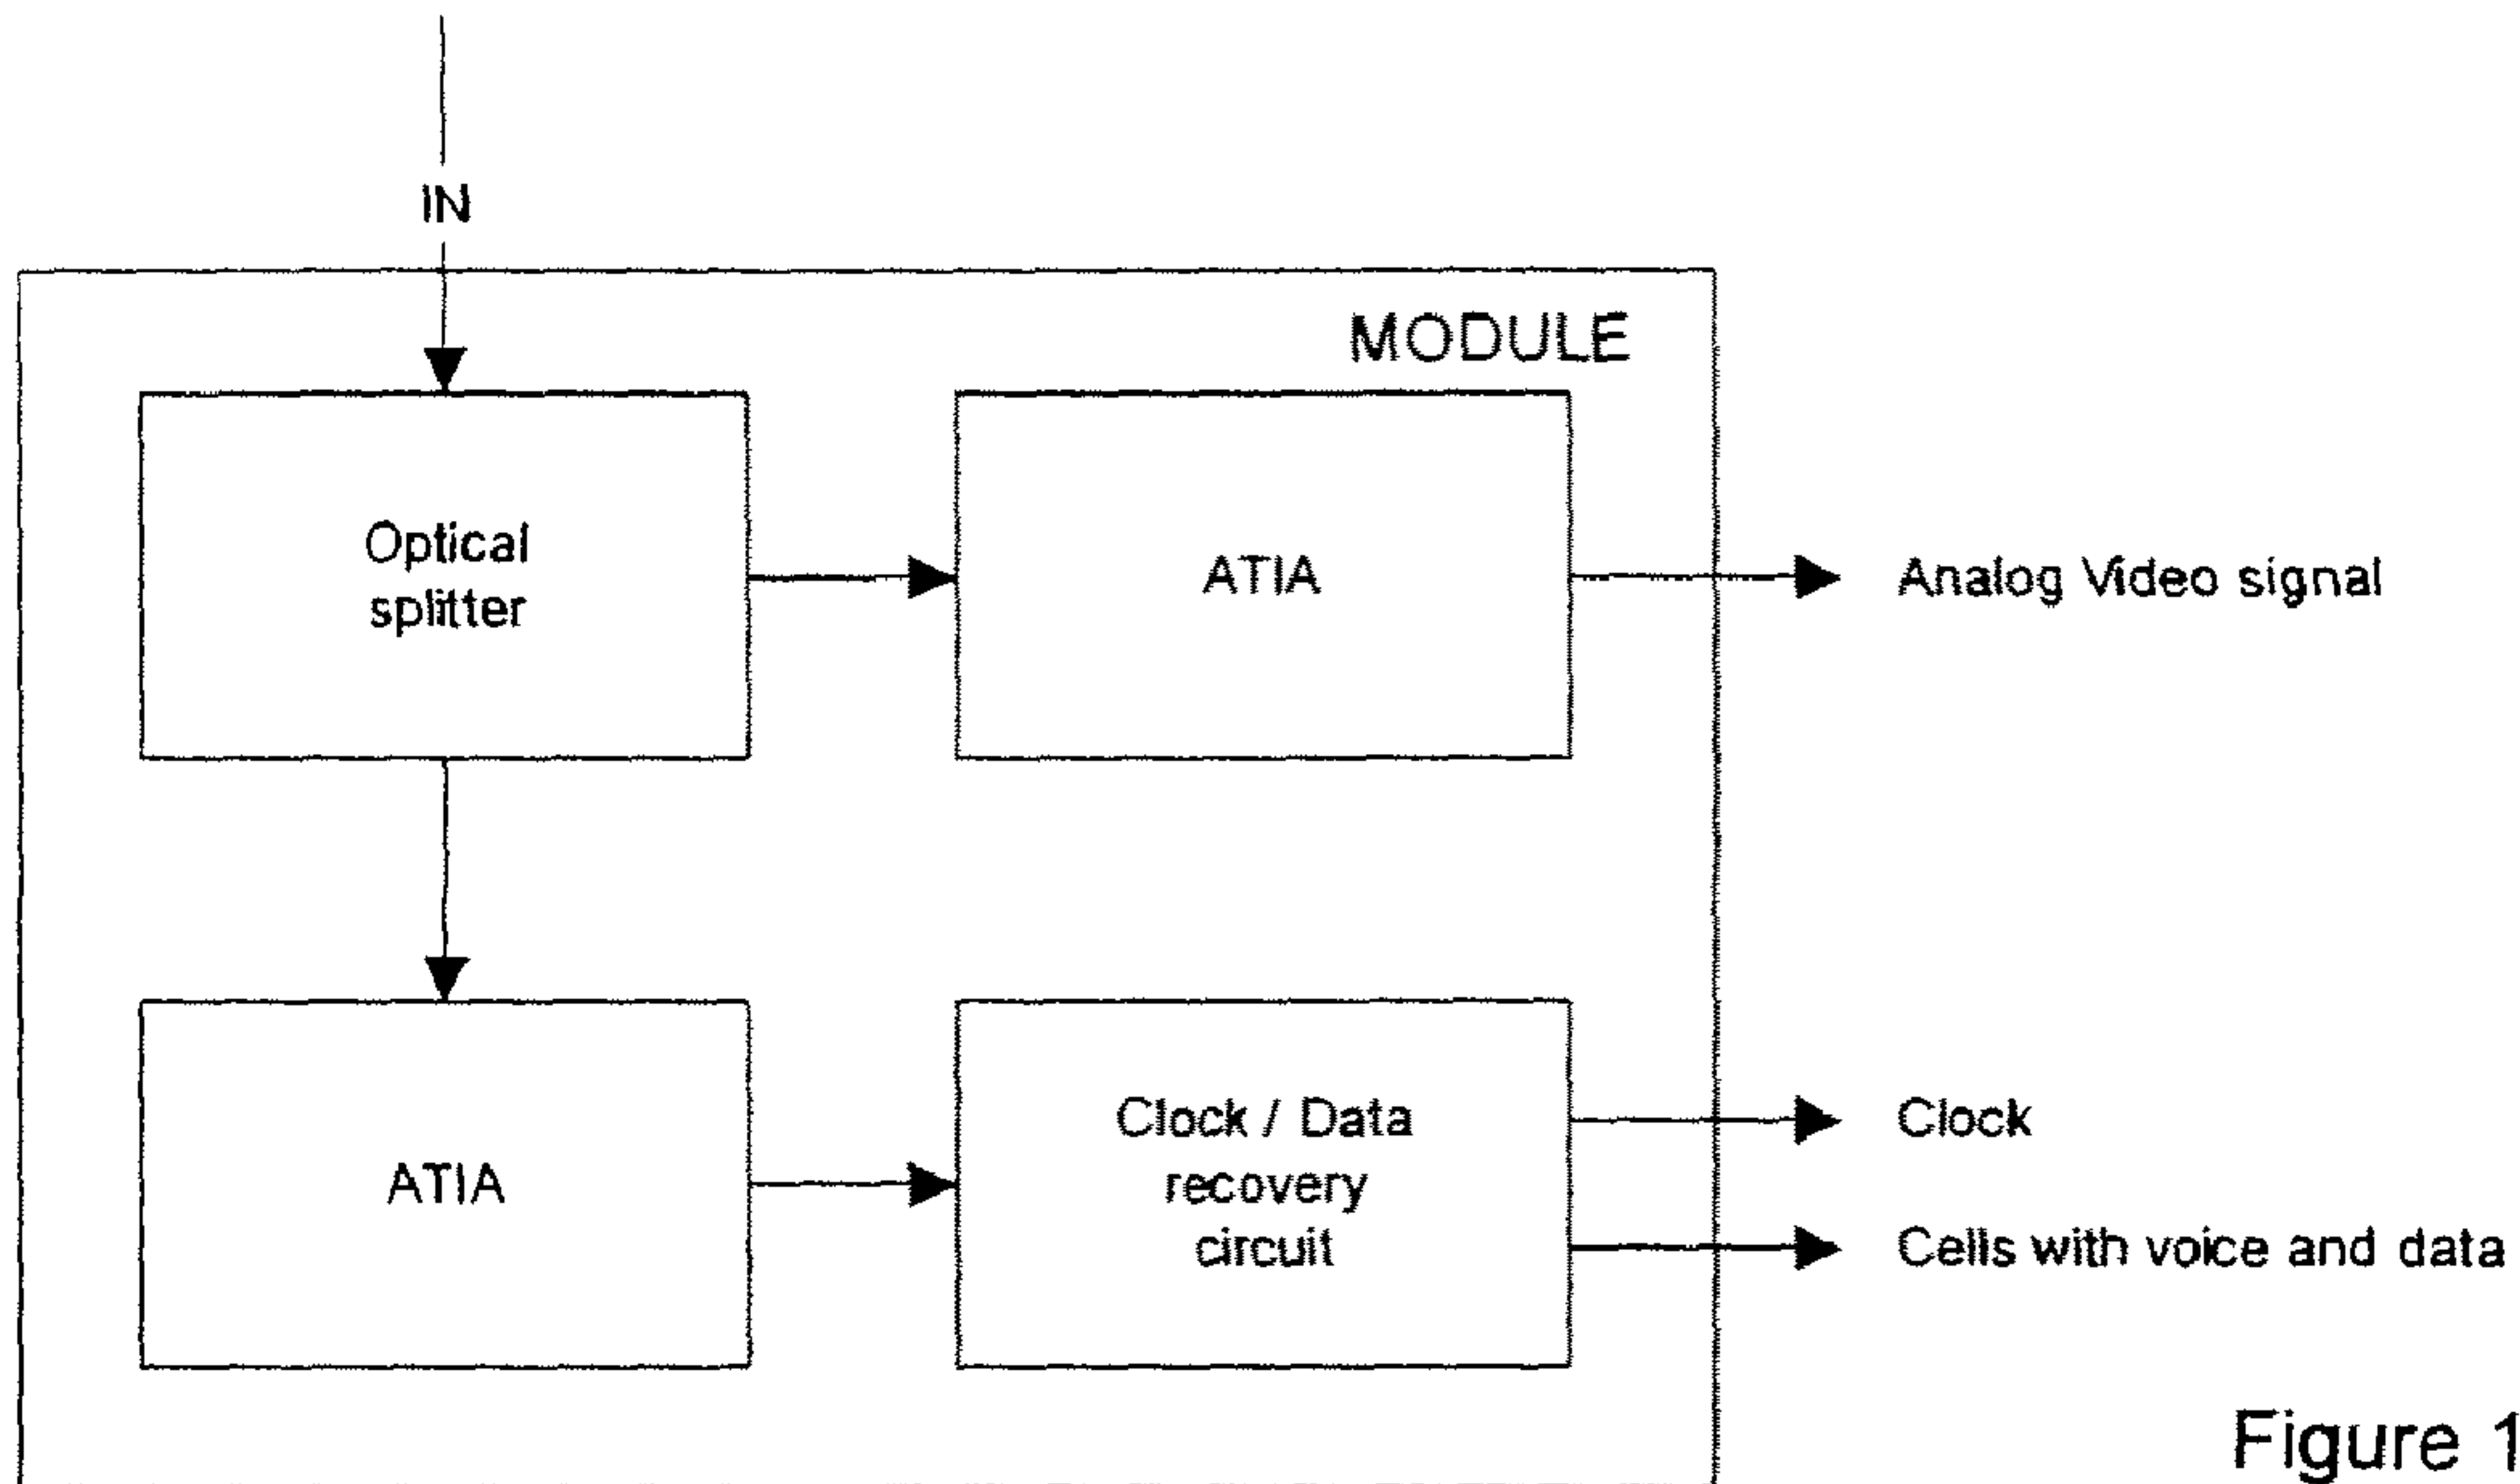 IN
MODULE
Optical
splitter
ATIA
Analog Video signal
ATIA
Clock / Data
recovery
circuit
Clock
Cells with voice and data
Figure 1